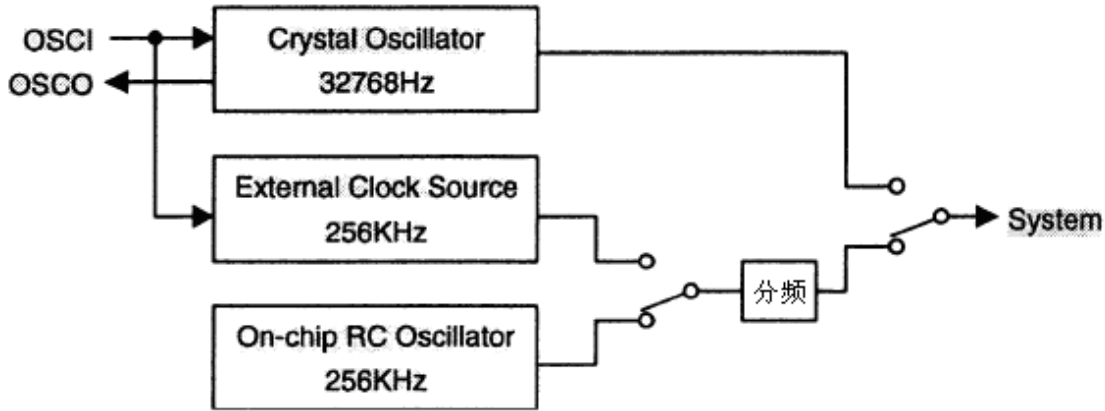 OSCI
OSCO
Crystal Oscillator
32768Hz
External Clock Source
256KHz
On-chip RC Oscillator
256KHz
分频
System